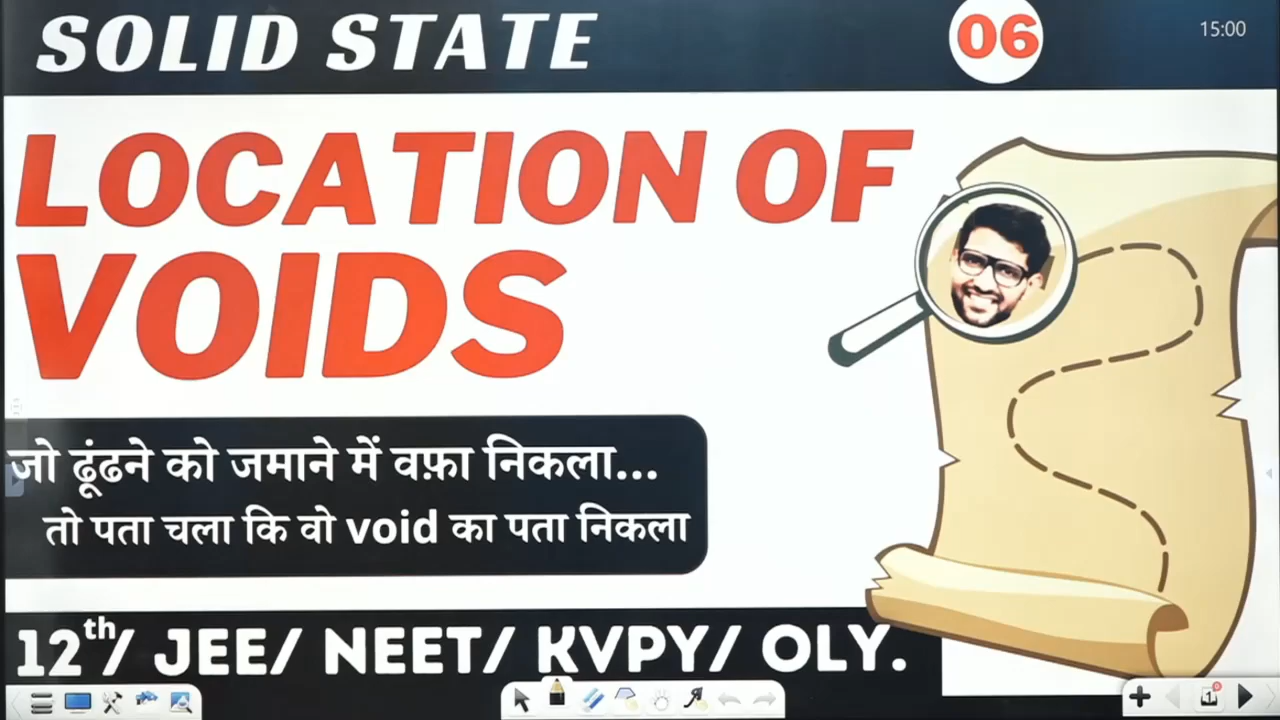 SOLID STATE
06
15:00
LOCATION OF
VOIDS
जो ढूंढने को जमाने में वफ़ा निकला...
तो पता चला कि वो void का पता निकला
12th/ JEE/ NEET/ KVPY/ OLY.
1